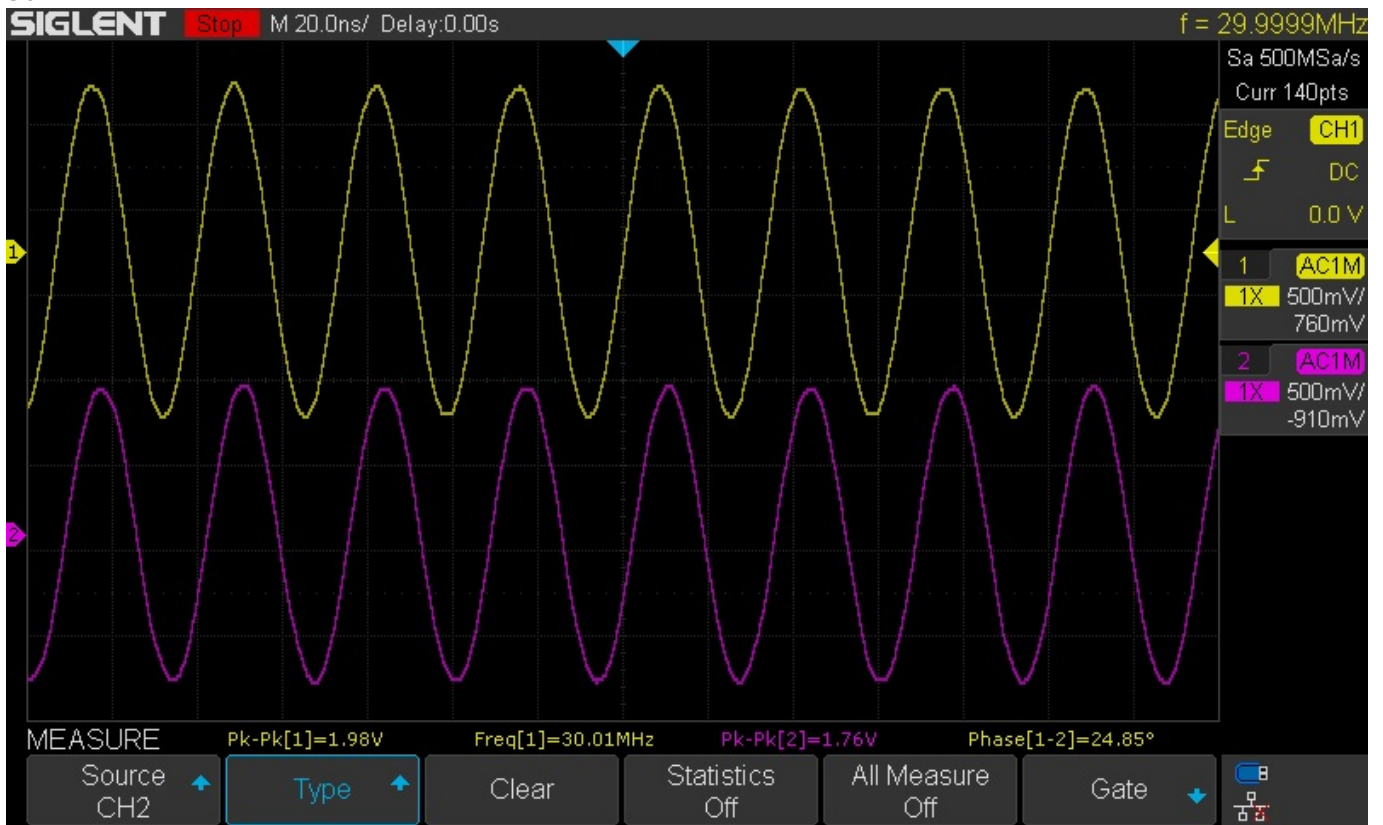 SIGLENT Stop M 20.0ns/ Delay:0.00s f = 29.9999MHz
Sa 500MSa/s
Curr 140pts
Edge CH1
DC
L 0.0 V
1
1 AC1M
1X 500mV/
760mV
2 AC1M
1X 500mV/
-910mV
2
MEASURE Pk-Pk[1]=1.98V Freq[1]=30.01MHz Pk-Pk[2]=1.76V Phase[1-2]=24.85°
Source Type Clear Statistics All Measure Gate
CH2 Off Off